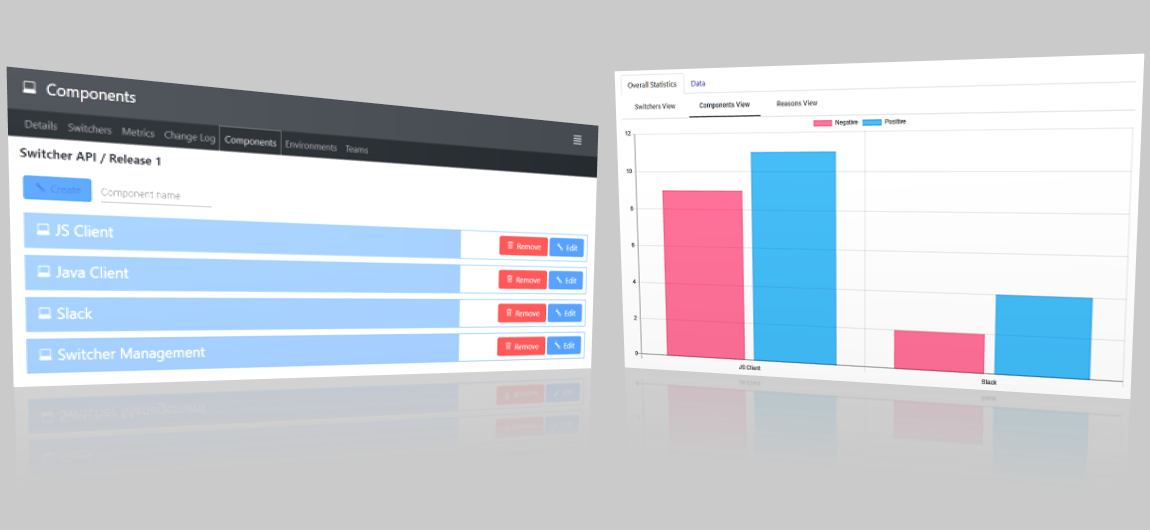 Components
Details Switchers Metrics Change Log Components Environments Teams
Switcher API / Release 1
Create Component name
JS Client Remove Edit
Java Client Remove Edit
Slack Remove Edit
Switcher Management Remove Edit
Overall Statistics Data
Switchers View Components View Reasons View
Negative Positive
12
10
8
6
4
2
0
JS Client Slack